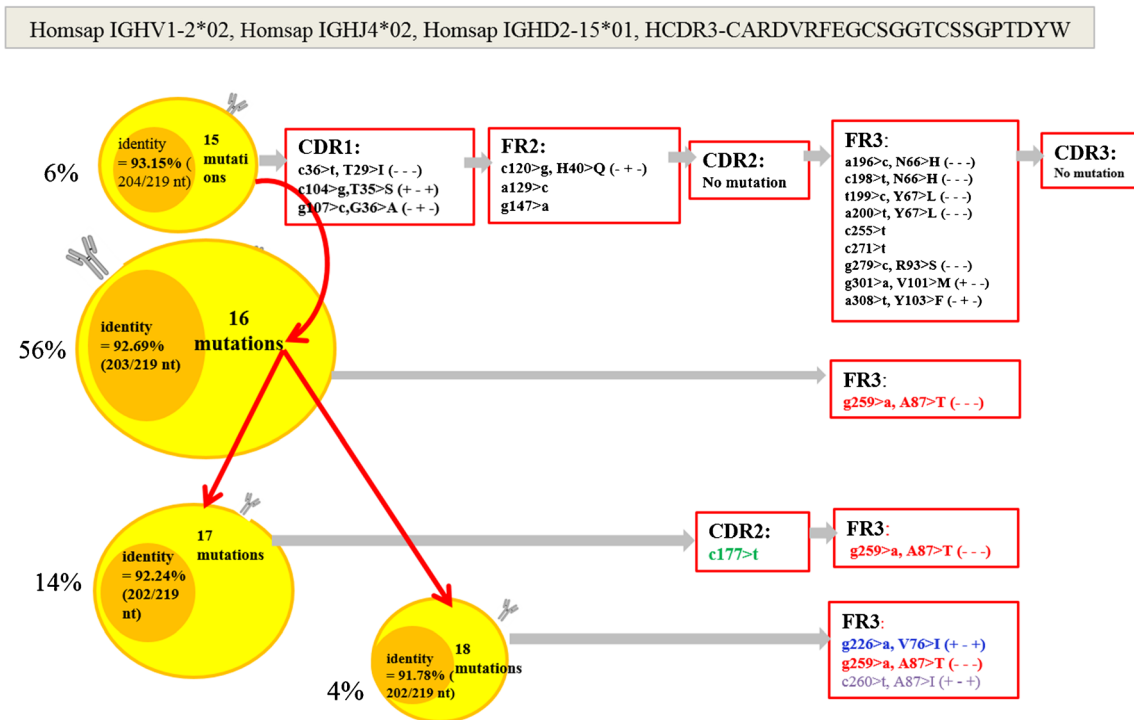 Homsap IGHV1-2*02, Homsap IGHJ4*02, Homsap IGHD2-15*01, HCDR3-CARDVRFEGCSGGTCSSGPTDYW
6%
identity
= 93.15% (
204/219 nt)
15
mutati
ons
CDR1:
c36>t, T29>I (- - -)
c104>g,T35>S (+ - +)
g107>c,G36>A (- + -)
FR2:
c120>g, H40>Q (- + -)
a129>c
g147>a
CDR2:
No mutation
FR3:
a196>c, N66>H (- - -)
c198>t, N66>H (- - -)
t199>c, Y67>L (- - -)
a200>t, Y67>L (- - -)
c255>t
c271>t
g279>c, R93>S (- - -)
g301>a, V101>M (+ - -)
a308>t, Y103>F (- + -)
CDR3:
No mutation
56%
identity
= 92.69%
(203/219 nt)
16
mutations
FR3:
g259>a, A87>T (- - -)
14%
identity
= 92.24%
(202/219
nt)
17
mutations
CDR2:
c177>t
FR3:
g259>a, A87>T (- - -)
4%
identity
= 91.78% (
202/219 nt)
18
mutations
FR3:
g226>a, V76>I (+ - +)
g259>a, A87>T (- - -)
c260>t, A87>I (+ - +)